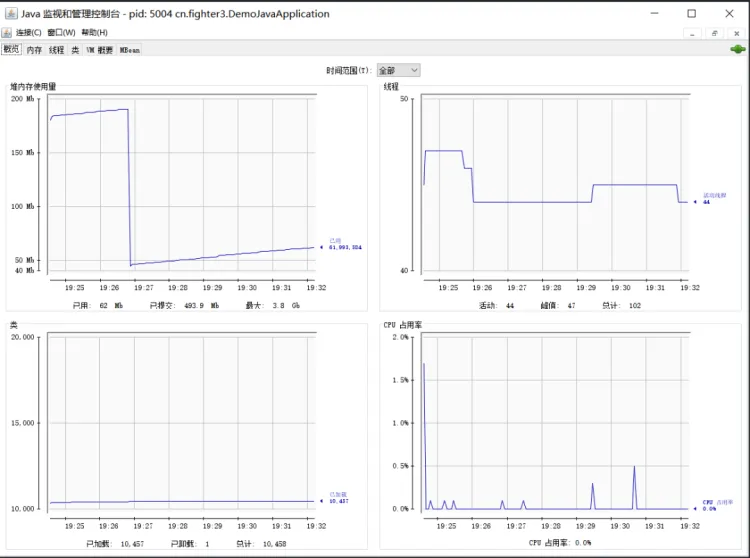 Java 监视和管理控制台 - pid: 5004 cn.fighter3.DemoJavaApplication
连接(C) 窗口(W) 帮助(H)
概览 内存 线程 类 VM 概要 MBean
时间范围(T): 全部
堆内存使用量
200 Mb
150 Mb
100 Mb
50 Mb
40 Mb
已用
61,993,504
19:25 19:26 19:27 19:28 19:29 19:30 19:31 19:32
已用: 62 Mb 已提交: 493.9 Mb 最大: 3.8 Gb
线程
50
40
活动线程
44
19:25 19:26 19:27 19:28 19:29 19:30 19:31 19:32
活动: 44 峰值: 47 总计: 102
类
20.000
15.000
10.000
已加载
10.457
19:25 19:26 19:27 19:28 19:29 19:30 19:31 19:32
已加载: 10.457 已卸载: 1 总计: 10.458
CPU 占用率
2.0%
1.5%
1.0%
0.5%
0.0%
CPU 占用率
0.0%
19:25 19:26 19:27 19:28 19:29 19:30 19:31 19:32
CPU 占用率: 0.0%